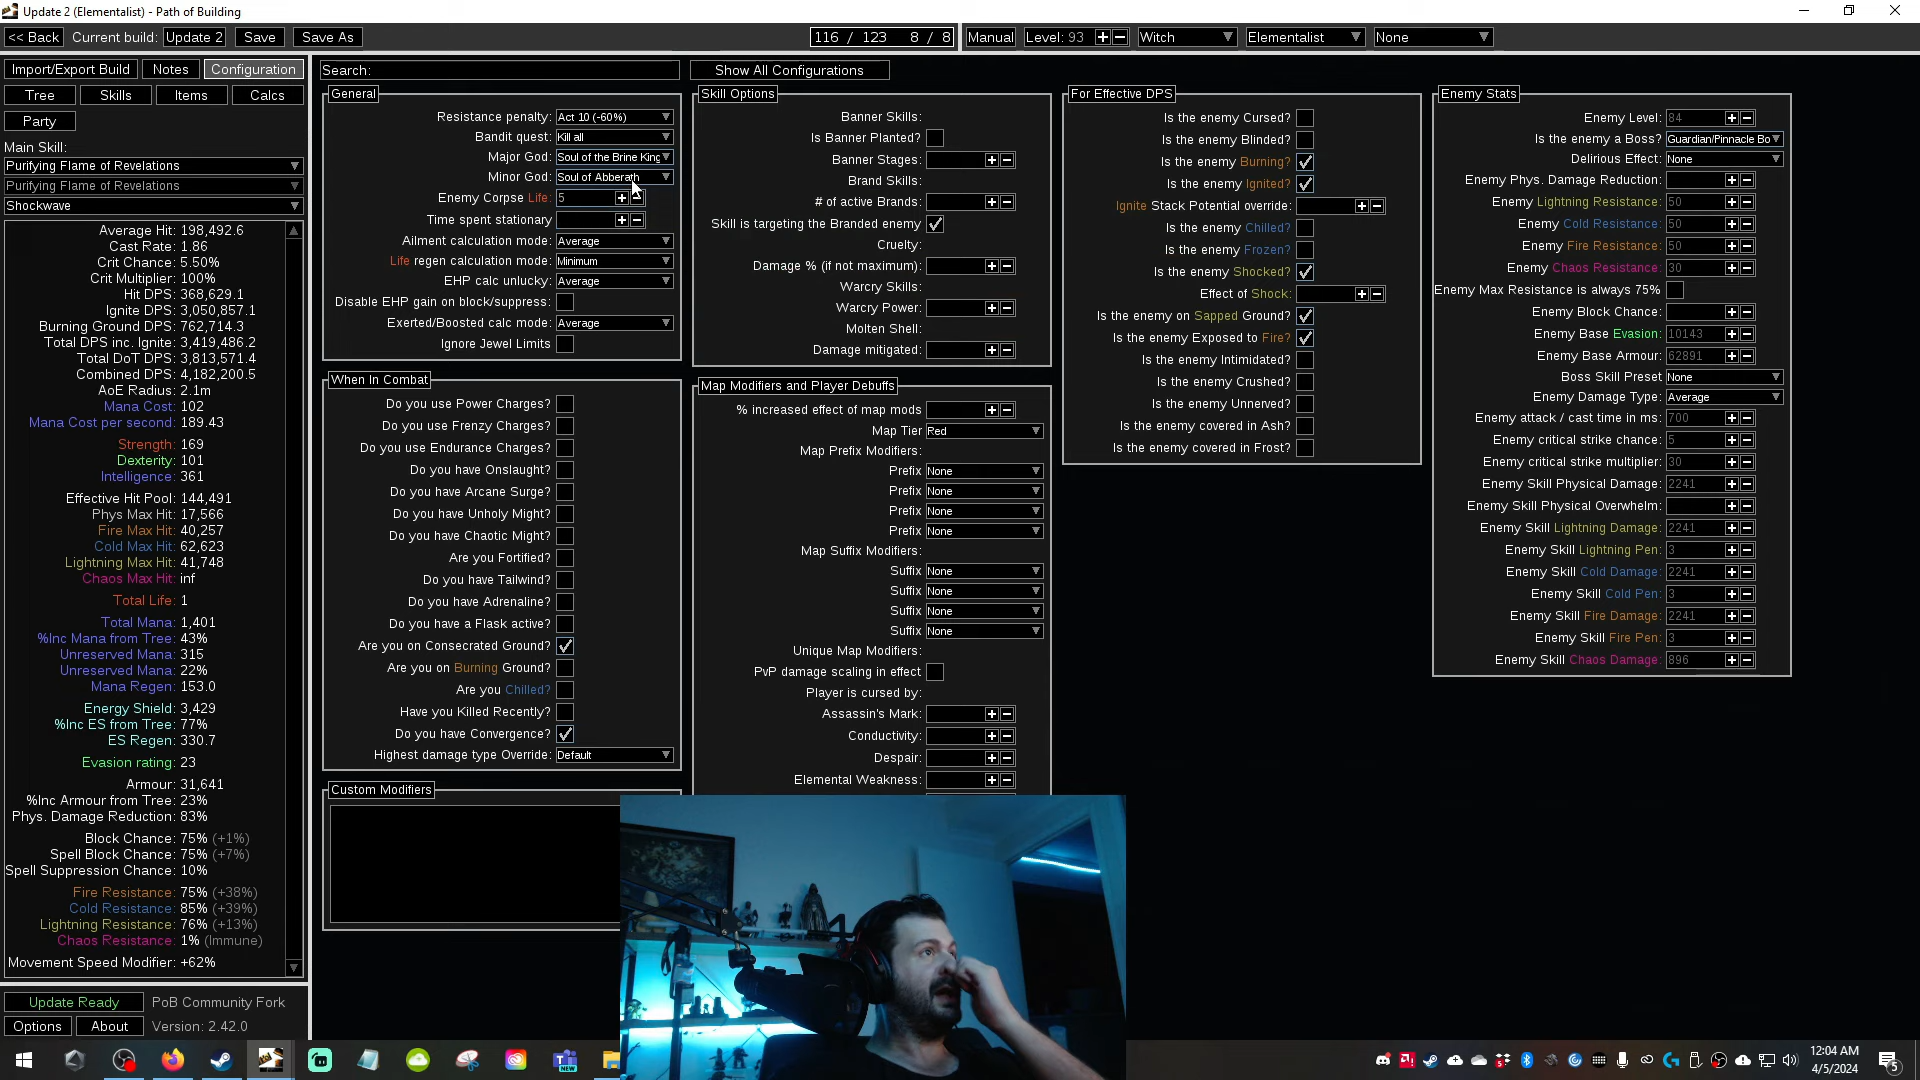 Update 2 (Elementalist) - Path of Building
<< Back
Current build: Update 2
Save
Save As
116 / 123 8 / 8
Manual
Level: 93
Witch
Elementalist
None
Import/Export Build
Notes
Configuration
Tree
Skills
Items
Calcs
Party
Main Skill:
Purifying Flame of Revelations
Purifying Flame of Revelations
Shockwave
Average Hit: 198,492.6
Cast Rate: 1.86
Crit Chance: 5.50%
Crit Multiplier: 100%
Hit DPS: 368,629.1
Ignite DPS: 3,050,857.1
Burning Ground DPS: 762,714.3
Total DPS inc. Ignite: 3,419,486.2
Total DoT DPS: 3,813,571.4
Combined DPS: 4,182,200.5
AoE Radius: 2.1m
Mana Cost: 102
Mana Cost per second: 189.43
Strength: 169
Dexterity: 101
Intelligence: 361
Effective Hit Pool: 144,491
Phys Max Hit: 17,566
Fire Max Hit: 40,257
Cold Max Hit: 62,623
Lightning Max Hit: 41,748
Chaos Max Hit: inf
Total Life: 1
Total Mana: 1,401
%Inc Mana from Tree: 43%
Unreserved Mana: 315
Unreserved Mana: 22%
Mana Regen: 153.0
Energy Shield: 3,429
%Inc ES from Tree: 77%
ES Regen: 330.7
Evasion rating: 23
Armour: 31,641
%Inc Armour from Tree: 23%
Phys. Damage Reduction: 83%
Block Chance: 75% (+1%)
Spell Block Chance: 75% (+7%)
Spell Suppression Chance: 10%
Fire Resistance: 75% (+38%)
Cold Resistance: 85% (+39%)
Lightning Resistance: 76% (+13%)
Chaos Resistance: 1% (Immune)
Movement Speed Modifier: +62%
Update Ready
PoB Community Fork
Options
About
Version: 2.42.0
Search:
Show All Configurations
General
Resistance penalty: Act 10 (-60%)
Bandit quest: Kill all
Major God: Soul of the Brine King
Minor God: Soul of Abberath
Enemy Corpse Life: 5
Time spent stationary
Ailment calculation mode: Average
Life regen calculation mode: Minimum
EHP calc unlucky: Average
Disable EHP gain on block/suppress:
Exerted/Boosted calc mode: Average
Ignore Jewel Limits
When In Combat
Do you use Power Charges?
Do you use Frenzy Charges?
Do you use Endurance Charges?
Do you have Onslaught?
Do you have Arcane Surge?
Do you have Unholy Might?
Do you have Chaotic Might?
Are you Fortified?
Do you have Tailwind?
Do you have Adrenaline?
Do you have a Flask active?
Are you on Consecrated Ground?
Are you on Burning Ground?
Are you Chilled?
Have you Killed Recently?
Do you have Convergence?
Highest damage type Override: Default
Custom Modifiers
Skill Options
Banner Skills:
Is Banner Planted?
Banner Stages:
Brand Skills:
# of active Brands:
Skill is targeting the Branded enemy
Cruelty:
Damage % (if not maximum):
Warcry Skills:
Warcry Power:
Molten Shell:
Damage mitigated:
Map Modifiers and Player Debuffs
% increased effect of map mods
Map Tier Red
Map Prefix Modifiers:
Prefix None
Prefix None
Prefix None
Prefix None
Map Suffix Modifiers:
Suffix None
Suffix None
Suffix None
Suffix None
Unique Map Modifiers:
PvP damage scaling in effect
Player is cursed by:
Assassin's Mark:
Conductivity:
Despair:
Elemental Weakness:
For Effective DPS
Is the enemy Cursed?
Is the enemy Blinded?
Is the enemy Burning?
Is the enemy Ignited?
Ignite Stack Potential override:
Is the enemy Chilled?
Is the enemy Frozen?
Is the enemy Shocked?
Effect of Shock:
Is the enemy on Sapped Ground?
Is the enemy Exposed to Fire?
Is the enemy Intimidated?
Is the enemy Crushed?
Is the enemy Unnerved?
Is the enemy covered in Ash?
Is the enemy covered in Frost?
Enemy Stats
Enemy Level: 84
Is the enemy a Boss? Guardian/Pinnacle Bo
Delirious Effect: None
Enemy Phys. Damage Reduction:
Enemy Lightning Resistance: 50
Enemy Cold Resistance: 50
Enemy Fire Resistance: 50
Enemy Chaos Resistance: 30
Enemy Max Resistance is always 75%
Enemy Block Chance:
Enemy Base Evasion: 10143
Enemy Base Armour: 62891
Boss Skill Preset None
Enemy Damage Type: Average
Enemy attack / cast time in ms: 700
Enemy critical strike chance: 5
Enemy critical strike multiplier: 30
Enemy Skill Physical Damage: 2241
Enemy Skill Physical Overwhelm:
Enemy Skill Lightning Damage: 2241
Enemy Skill Lightning Pen: 3
Enemy Skill Cold Damage: 2241
Enemy Skill Cold Pen: 3
Enemy Skill Fire Damage: 2241
Enemy Skill Fire Pen: 3
Enemy Skill Chaos Damage: 896
NEW
12:04 AM
4/5/2024
5